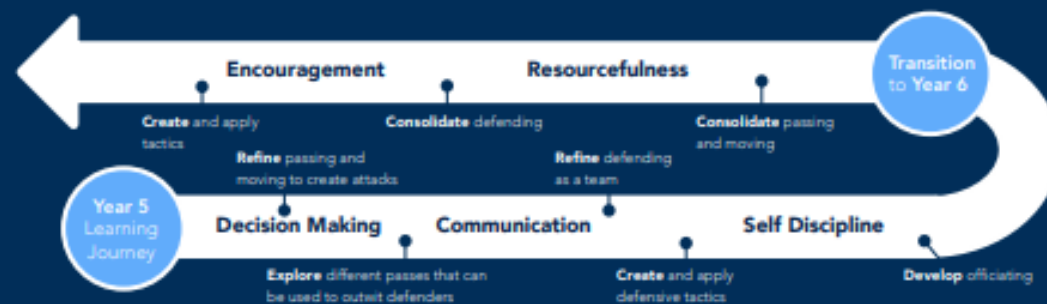 Encouragement
Resourcefulness
Transition
to Year 6
Create and apply
tactics
Consolidate defending
Consolidate passing
and moving
Refine passing and
moving to create attacks
Refine defending
as a team
Year 5
Learning
Journey
Decision Making
Communication
Self Discipline
Explore different passes that can
be used to outwit defenders
Create and apply
defensive tactics
Develop officiating